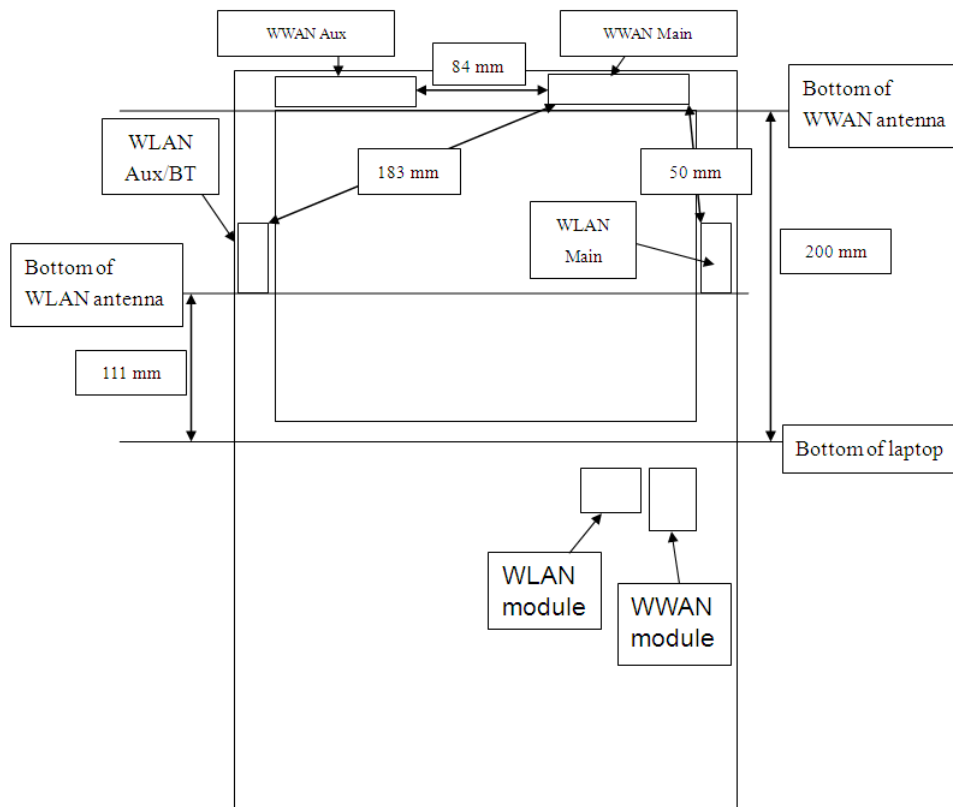 WWAN Aux
WWAN Main
84 mm
Bottom of
WWAN antenna
WLAN
Aux/BT
183 mm
50 mm
WLAN
Main
200 mm
Bottom of
WLAN antenna
111 mm
Bottom of laptop
WLAN
module
WWAN
module